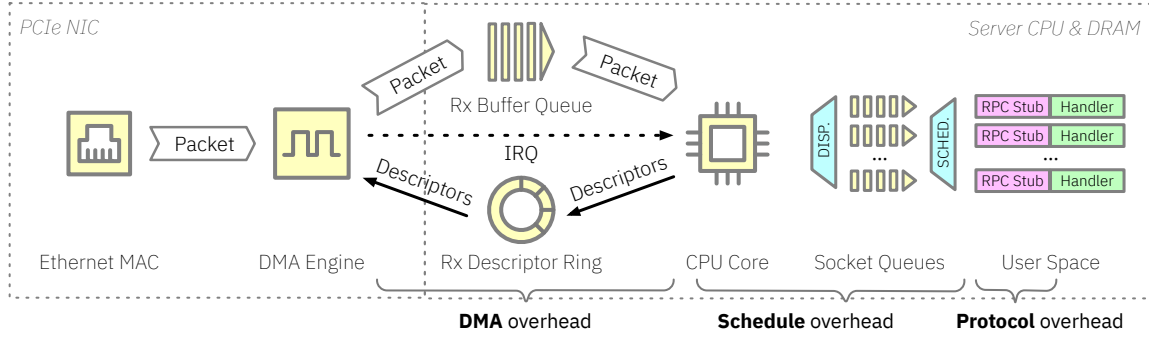 PCIe NIC
Server CPU & DRAM
Packet
Packet
Packet
Rx Buffer Queue
IRQ
Descriptors
Descriptors
DISP.
...
SCHED.
RPC Stub Handler
RPC Stub Handler
...
RPC Stub Handler
Ethernet MAC
DMA Engine
Rx Descriptor Ring
CPU Core
Socket Queues
User Space
DMA overhead
Schedule overhead
Protocol overhead